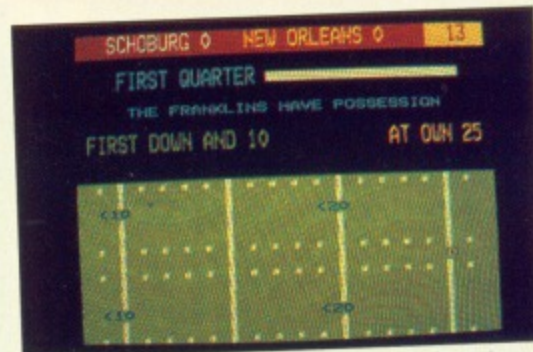 SCHOBURG 0 NEW ORLEANS 0 13
FIRST QUARTER
THE FRANKLINS HAVE POSSESSION
FIRST DOWN AND 10 AT OWN 25
<10 <20
<10 <20